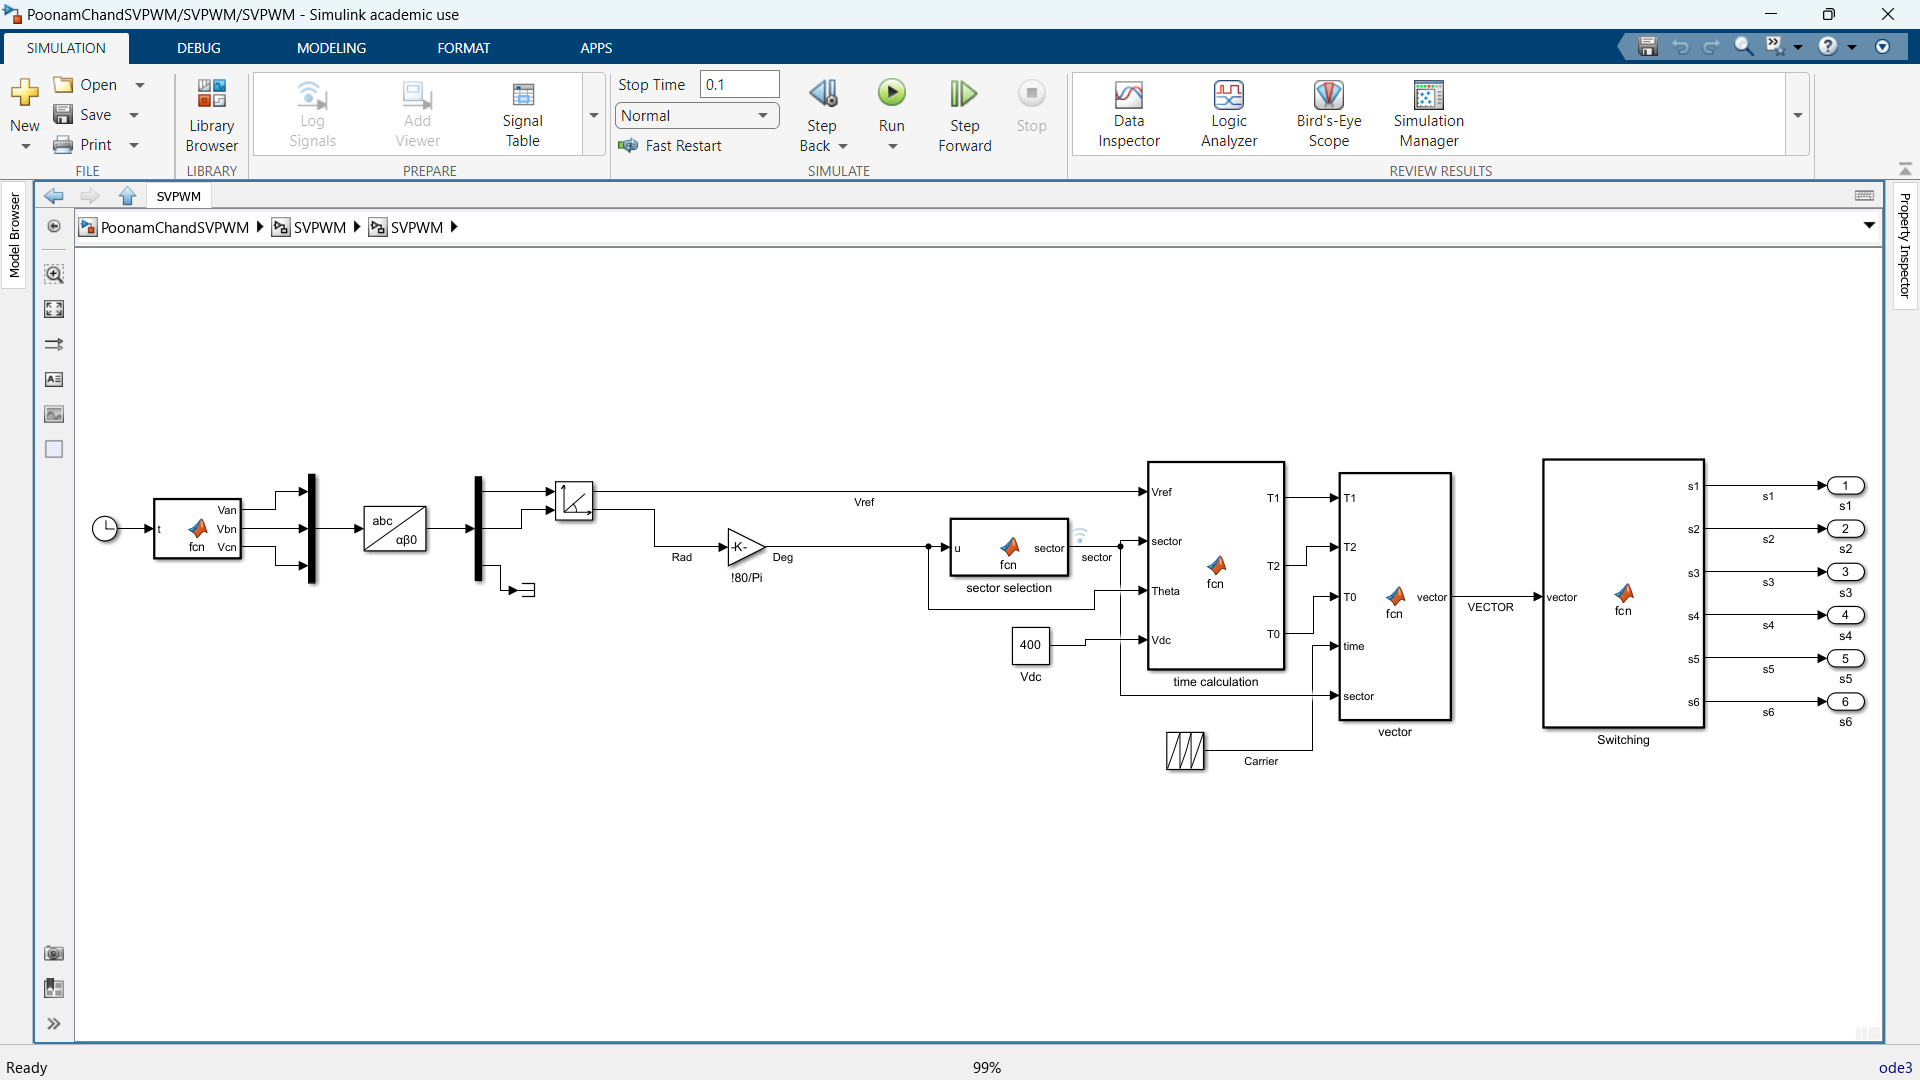 PoonamChandSVPWM/SVPWM/SVPWM - Simulink academic use
SIMULATION DEBUG MODELING FORMAT APPS
New
Open
Save
Print
FILE
Library Browser
LIBRARY
Log Signals
Add Viewer
Signal Table
PREPARE
Stop Time 0.1
Normal
Fast Restart
Step Back
Run
Step Forward
Stop
SIMULATE
Data Inspector
Logic Analyzer
Bird's-Eye Scope
Simulation Manager
REVIEW RESULTS
Model Browser
Property Inspector
SVPWM
PoonamChandSVPWM SVPWM SVPWM
t
fcn
Van
Vbn
Vcn
abc
αβ0
Vref
Rad
-K-
!80/Pi
Deg
u
fcn
sector
sector selection
sector
400
Vdc
Vref
sector
Theta
Vdc
fcn
T1
T2
T0
time calculation
Carrier
T1
T2
T0
time
sector
fcn
vector
vector
VECTOR
vector
fcn
s1
s2
s3
s4
s5
s6
Switching
s1
s2
s3
s4
s5
s6
1
s1
2
s2
3
s3
4
s4
5
s5
6
s6
Ready
99%
ode3